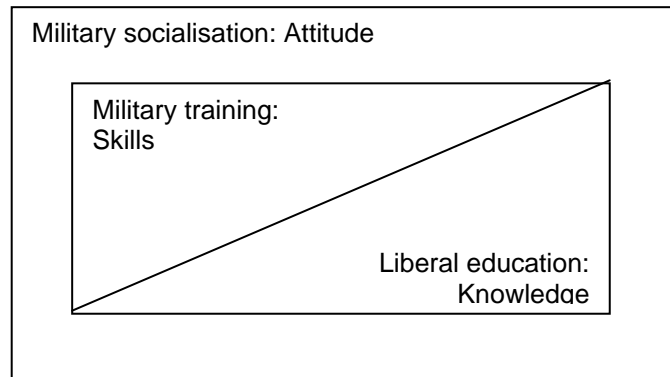 Military socialisation: Attitude
Military training:
Skills
Liberal education:
Knowledge